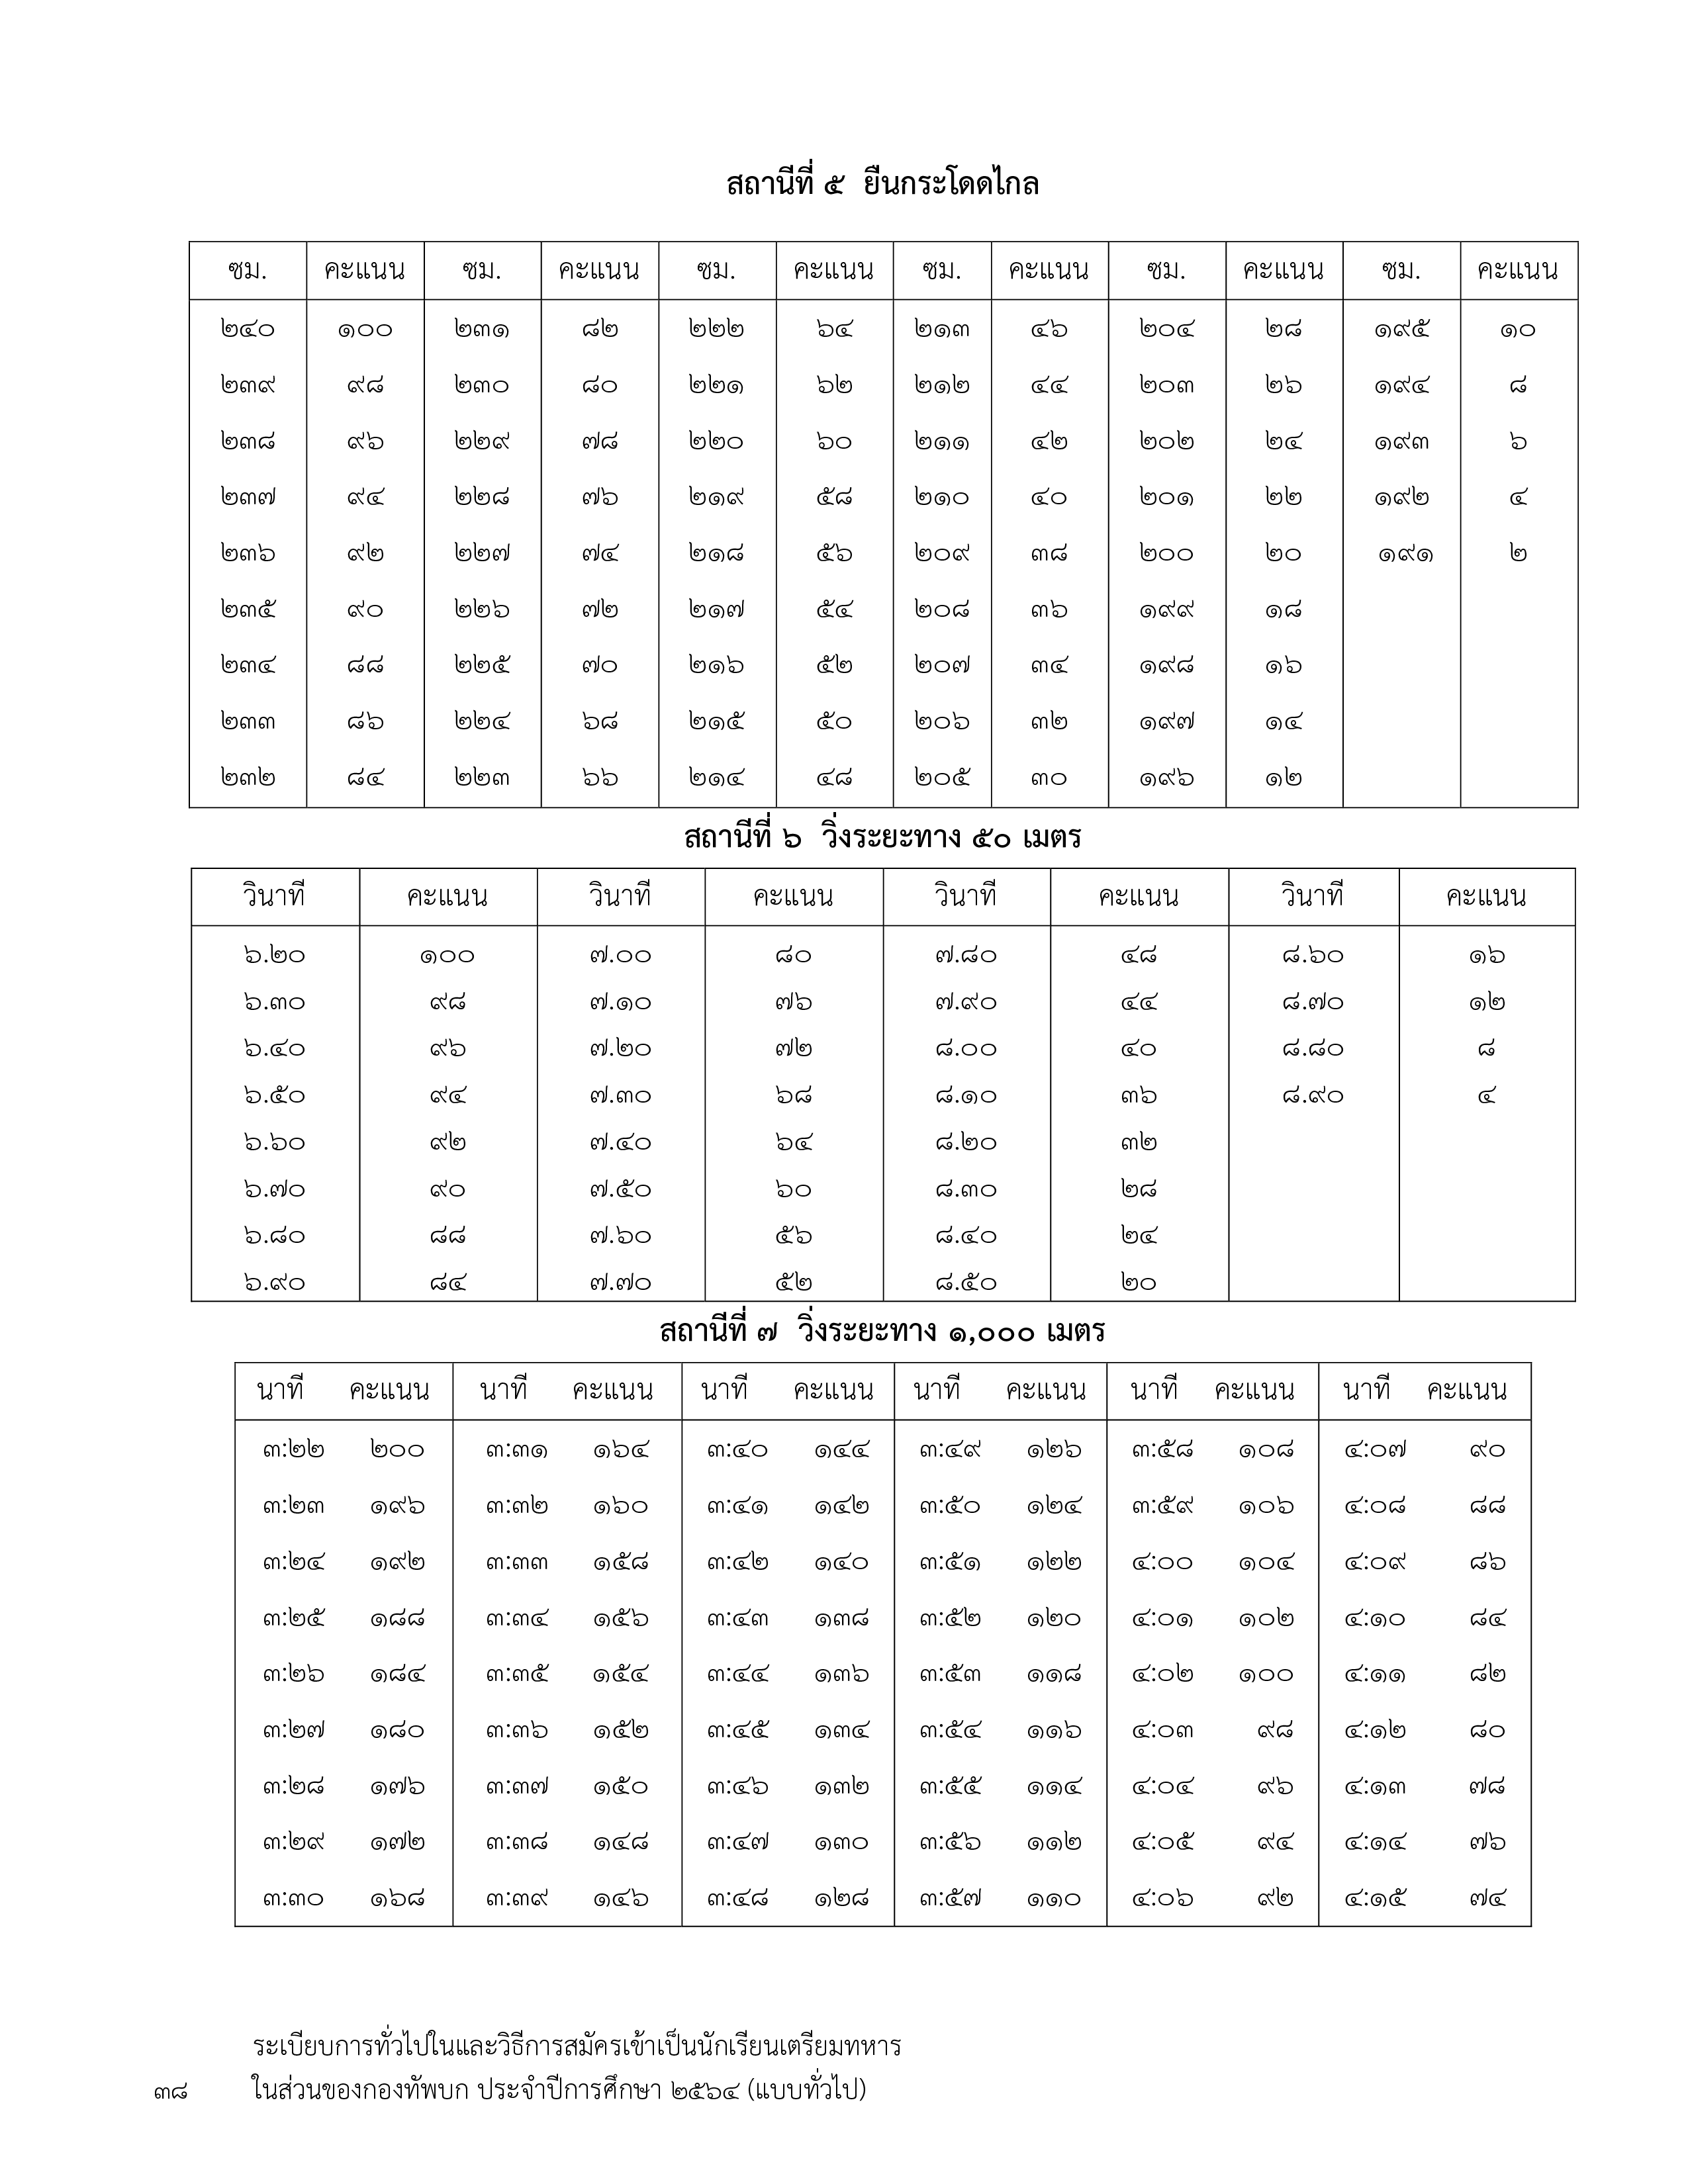 สถานีที่ ๕ ยืนกระโดดไกล
ซม. คะแนน ซม. คะแนน ซม. คะแนน ซม. คะแนน ซม. คะแนน ซม. คะแนน
๒๔๐ ๑๐๐ ๒๓๑ ๘๒ ๒๒๒ ๖๔ ๒๑๓ ๔๖ ๒๐๔ ๒๘ ๑๙๕ ๑๐
๒๓๙ ๙๘ ๒๓๐ ๘๐ ๒๒๑ ๖๒ ๒๑๒ ๔๔ ๒๐๓ ๒๖ ๑๙๔ ๘
๒๓๘ ๙๖ ๒๒๙ ๗๘ ๒๒๐ ๖๐ ๒๑๑ ๔๒ ๒๐๒ ๒๔ ๑๙๓ ๖
๒๓๗ ๙๔ ๒๒๘ ๗๖ ๒๑๙ ๕๘ ๒๑๐ ๔๐ ๒๐๑ ๒๒ ๑๙๒ ๔
๒๓๖ ๙๒ ๒๒๗ ๗๔ ๒๑๘ ๕๖ ๒๐๙ ๓๘ ๒๐๐ ๒๐ ๑๙๑ ๒
๒๓๕ ๙๐ ๒๒๖ ๗๒ ๒๑๗ ๕๔ ๒๐๘ ๓๖ ๑๙๙ ๑๘
๒๓๔ ๘๘ ๒๒๕ ๗๐ ๒๑๖ ๕๒ ๒๐๗ ๓๔ ๑๙๘ ๑๖
๒๓๓ ๘๖ ๒๒๔ ๖๘ ๒๑๕ ๕๐ ๒๐๖ ๓๒ ๑๙๗ ๑๔
๒๓๒ ๘๔ ๒๒๓ ๖๖ ๒๑๔ ๔๘ ๒๐๕ ๓๐ ๑๙๖ ๑๒
สถานีที่ ๖ วิ่งระยะทาง ๕๐ เมตร
วินาที คะแนน วินาที คะแนน วินาที คะแนน วินาที คะแนน
๖.๒๐ ๑๐๐ ๗.๐๐ ๘๐ ๗.๘๐ ๔๘ ๘.๖๐ ๑๖
๖.๓๐ ๙๘ ๗.๑๐ ๗๖ ๗.๙๐ ๔๔ ๘.๗๐ ๑๒
๖.๔๐ ๙๖ ๗.๒๐ ๗๒ ๘.๐๐ ๔๐ ๘.๘๐ ๘
๖.๕๐ ๙๔ ๗.๓๐ ๖๘ ๘.๑๐ ๓๖ ๘.๙๐ ๔
๖.๖๐ ๙๒ ๗.๔๐ ๖๔ ๘.๒๐ ๓๒
๖.๗๐ ๙๐ ๗.๕๐ ๖๐ ๘.๓๐ ๒๘
๖.๘๐ ๘๘ ๗.๖๐ ๕๖ ๘.๔๐ ๒๔
๖.๙๐ ๘๔ ๗.๗๐ ๕๒ ๘.๕๐ ๒๐
สถานีที่ ๗ วิ่งระยะทาง ๑,๐๐๐ เมตร
นาที คะแนน นาที คะแนน นาที คะแนน นาที คะแนน นาที คะแนน นาที คะแนน
๓:๒๒ ๒๐๐ ๓:๓๑ ๑๖๔ ๓:๔๐ ๑๔๔ ๓:๔๙ ๑๒๖ ๓:๕๘ ๑๐๘ ๔:๐๗ ๙๐
๓:๒๓ ๑๙๖ ๓:๓๒ ๑๖๐ ๓:๔๑ ๑๔๒ ๓:๕๐ ๑๒๔ ๓:๕๙ ๑๐๖ ๔:๐๘ ๘๘
๓:๒๔ ๑๙๒ ๓:๓๓ ๑๕๘ ๓:๔๒ ๑๔๐ ๓:๕๑ ๑๒๒ ๔:๐๐ ๑๐๔ ๔:๐๙ ๘๖
๓:๒๕ ๑๘๘ ๓:๓๔ ๑๕๖ ๓:๔๓ ๑๓๘ ๓:๕๒ ๑๒๐ ๔:๐๑ ๑๐๒ ๔:๑๐ ๘๔
๓:๒๖ ๑๘๔ ๓:๓๕ ๑๕๔ ๓:๔๔ ๑๓๖ ๓:๕๓ ๑๑๘ ๔:๐๒ ๑๐๐ ๔:๑๑ ๘๒
๓:๒๗ ๑๘๐ ๓:๓๖ ๑๕๒ ๓:๔๕ ๑๓๔ ๓:๕๔ ๑๑๖ ๔:๐๓ ๙๘ ๔:๑๒ ๘๐
๓:๒๘ ๑๗๖ ๓:๓๗ ๑๕๐ ๓:๔๖ ๑๓๒ ๓:๕๕ ๑๑๔ ๔:๐๔ ๙๖ ๔:๑๓ ๗๘
๓:๒๙ ๑๗๒ ๓:๓๘ ๑๔๘ ๓:๔๗ ๑๓๐ ๓:๕๖ ๑๑๒ ๔:๐๕ ๙๔ ๔:๑๔ ๗๖
๓:๓๐ ๑๖๘ ๓:๓๙ ๑๔๖ ๓:๔๘ ๑๒๘ ๓:๕๗ ๑๑๐ ๔:๐๖ ๙๒ ๔:๑๕ ๗๔
ระเบียบการทั่วไปในและวิธีการสมัครเข้าเป็นนักเรียนเตรียมทหาร
๓๘ ในส่วนของกองทัพบก ประจำปีการศึกษา ๒๕๖๔ (แบบทั่วไป)